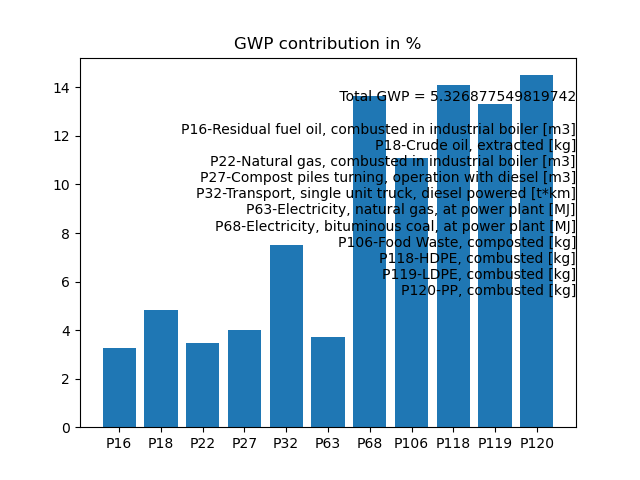 GWP contribution in %
14
12
10
8
6
4
2
0
Total GWP = 5.326877549819742
P16-Residual fuel oil, combusted in industrial boiler [m3]
P18-Crude oil, extracted [kg]
P22-Natural gas, combusted in industrial boiler [m3]
P27-Compost piles turning, operation with diesel [m3]
P32-Transport, single unit truck, diesel powered [t*km]
P63-Electricity, natural gas, at power plant [MJ]
P68-Electricity, bituminous coal, at power plant [MJ]
P106-Food Waste, composted [kg]
P118-HDPE, combusted [kg]
P119-LDPE, combusted [kg]
P120-PP, combusted [kg]
P16 P18 P22 P27 P32 P63 P68 P106 P118 P119 P120